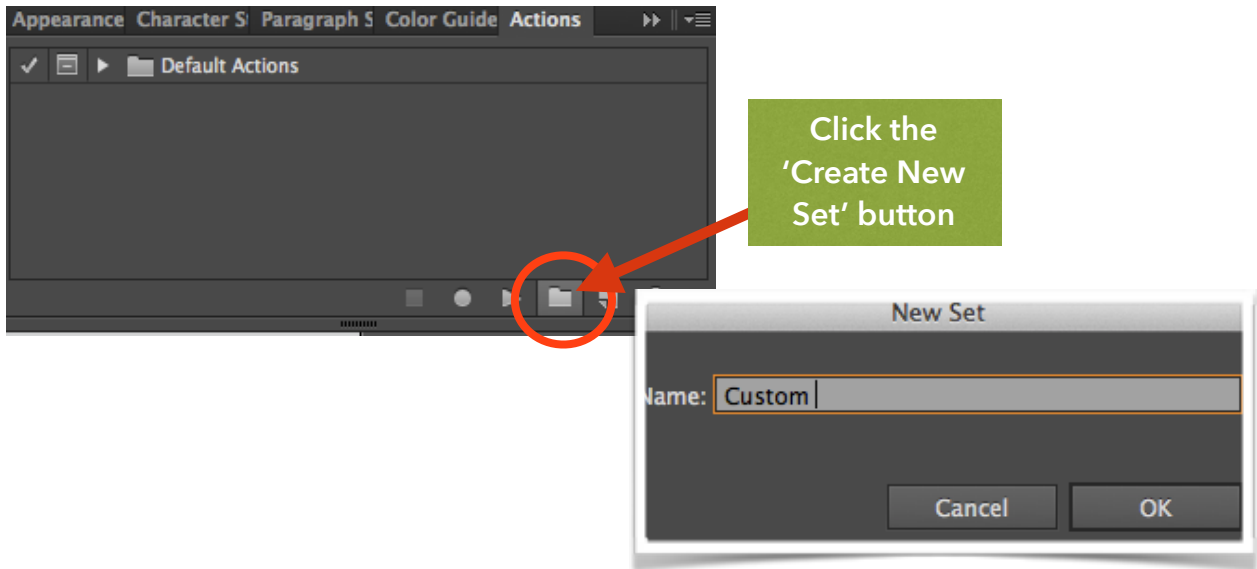 Appearance Character S Paragraph S Color Guide Actions
Default Actions
Click the
‘Create New
Set’ button
New Set
Name: Custom
Cancel OK